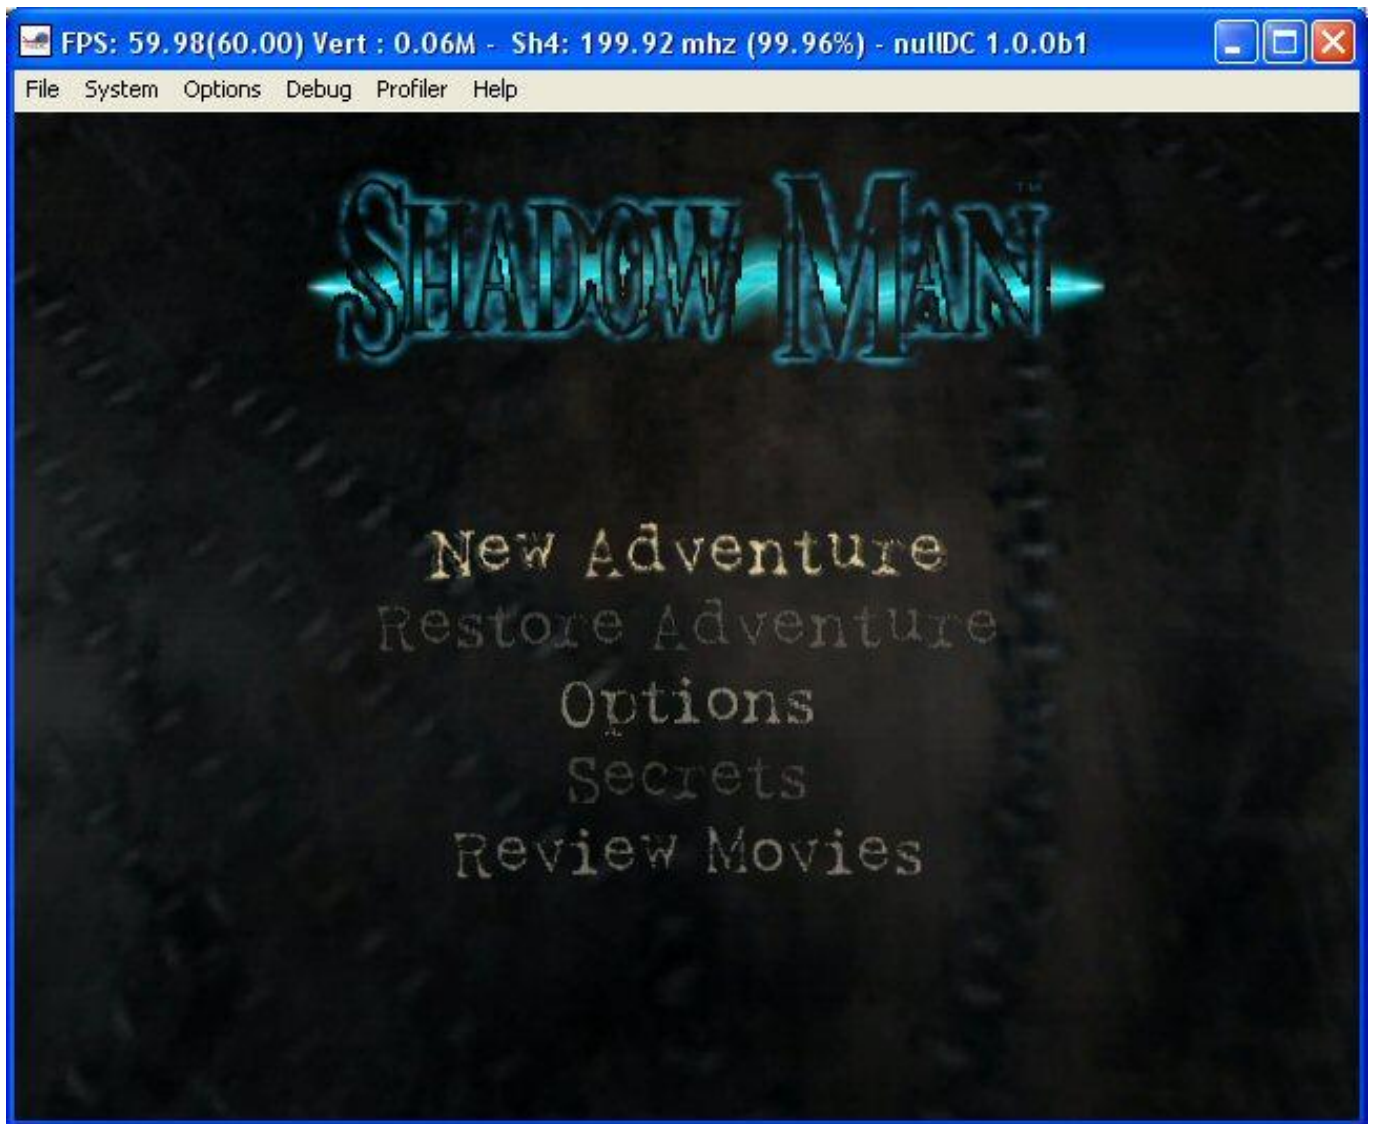 FPS: 59.98(60.00) Vert : 0.06M - Sh4: 199.92 mhz (99.96%) - nullDC 1.0.0b1
File System Options Debug Profiler Help
SHADOW MAN TM
New Adventure
Restore Adventure
Options
Secrets
Review Movies